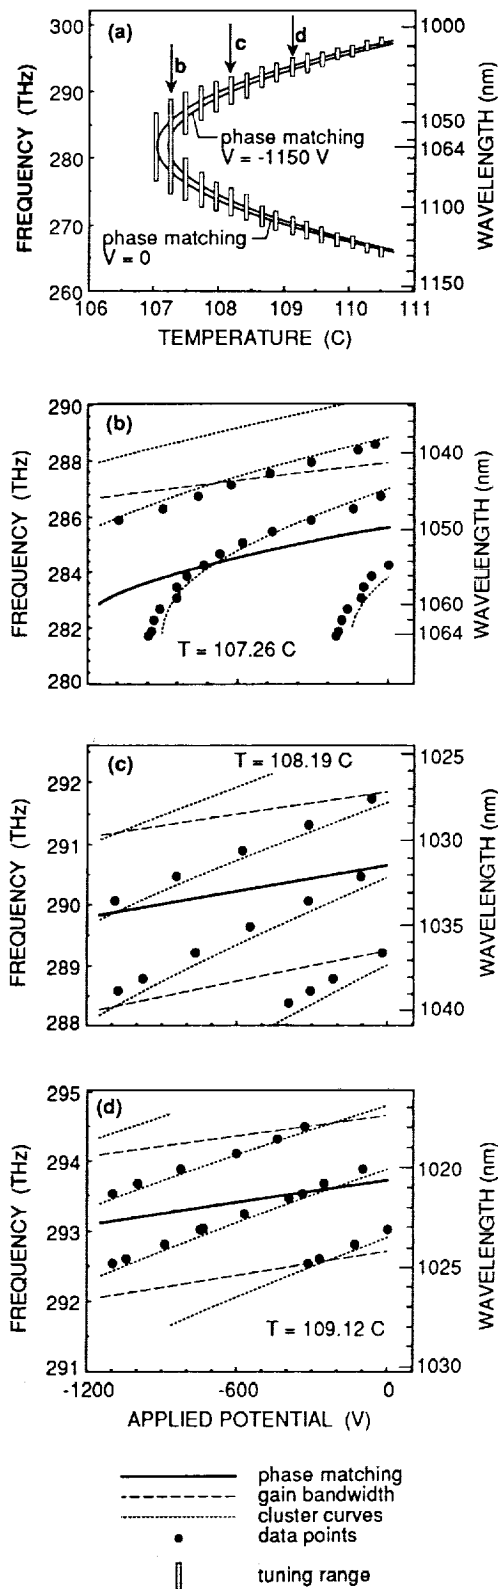 (a)
b
c
d
300
290
280
270
260
FREQUENCY (THz)
1000
1050
1064
1100
1150
WAVELENGTH (nm)
phase matching
V = -1150 V
phase matching
V = 0
106 107 108 109 110 111
TEMPERATURE (C)
(b)
290
288
286
284
282
280
FREQUENCY (THz)
1040
1050
1060
1064
WAVELENGTH (nm)
T = 107.26 C
(c)
T = 108.19 C
292
291
290
289
288
FREQUENCY (THz)
1025
1030
1035
1040
WAVELENGTH (nm)
(d)
295
294
293
292
291
FREQUENCY (THz)
1020
1025
1030
WAVELENGTH (nm)
T = 109.12 C
-1200 -600 0
APPLIED POTENTIAL (V)
phase matching
gain bandwidth
cluster curves
data points
tuning range